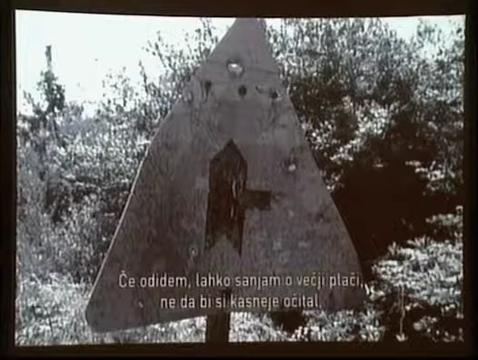 Če odidem, lahko sanjam o večji plači,
ne da bi si kasneje očital,